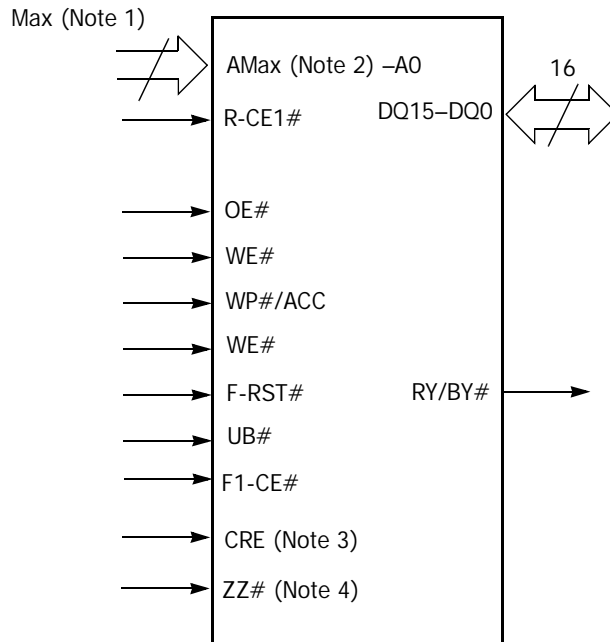 Max (Note 1)
AMax (Note 2) –A0
16
R-CE1#
DQ15–DQ0
OE#
WE#
WP#/ACC
WE#
F-RST#
RY/BY#
UB#
F1-CE#
CRE (Note 3)
ZZ# (Note 4)